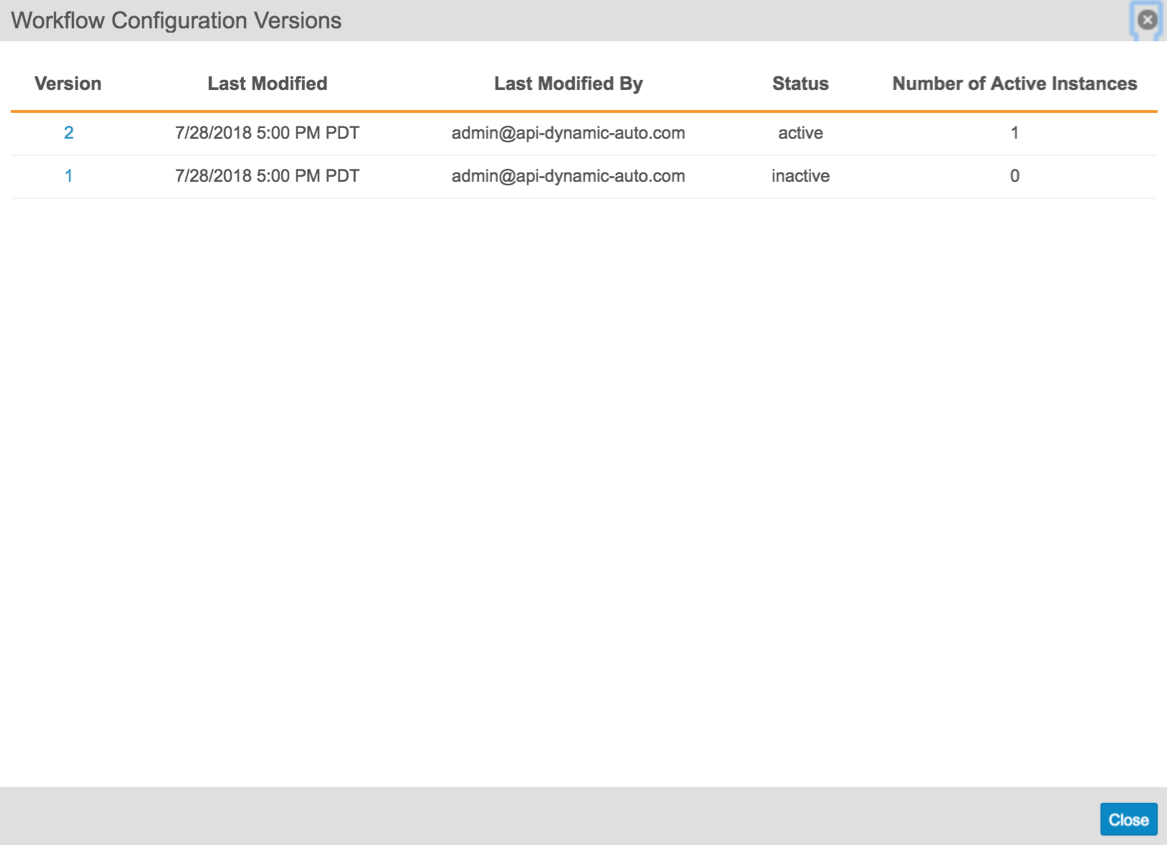 Workflow Configuration Versions
Version Last Modified Last Modified By Status Number of Active Instances
2 7/28/2018 5:00 PM PDT admin@api-dynamic-auto.com active 1
1 7/28/2018 5:00 PM PDT admin@api-dynamic-auto.com inactive 0
Close